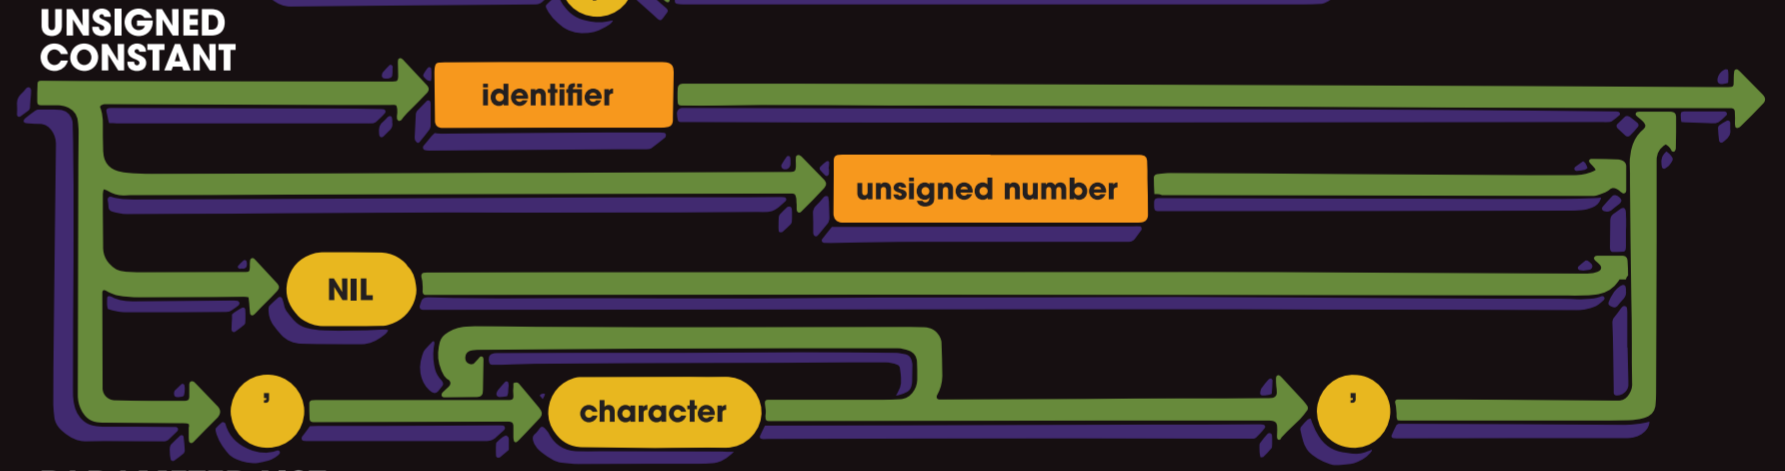 UNSIGNED
CONSTANT
identifier
unsigned number
NIL
’
character
’